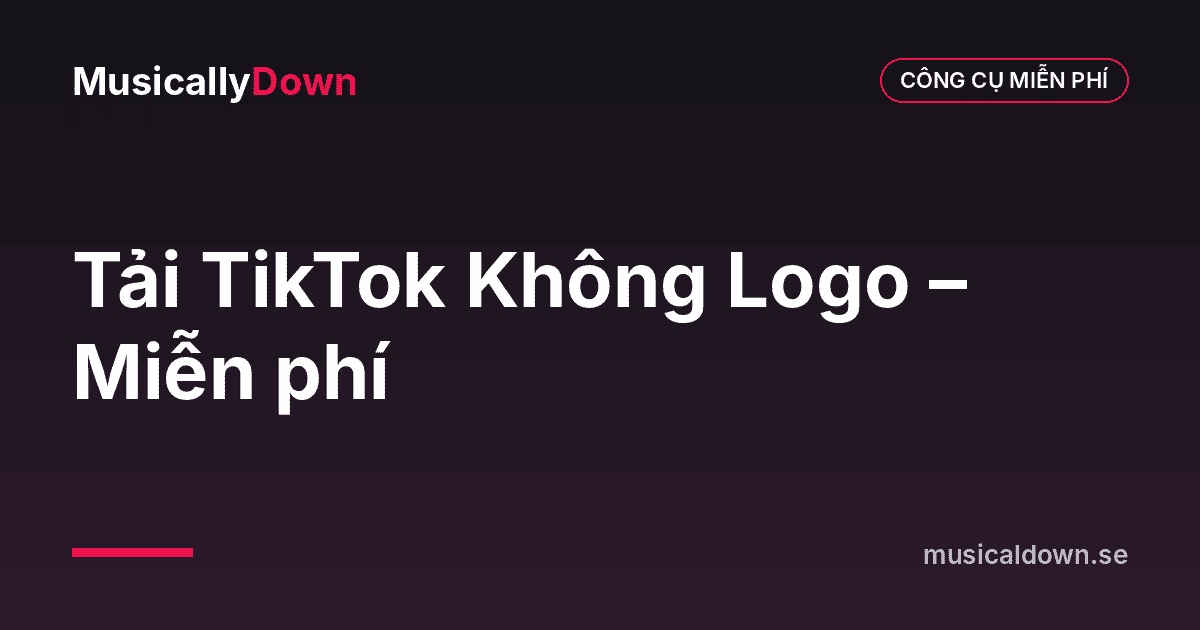 MusicallyDown
CÔNG CỤ MIỄN PHÍ
Tải TikTok Không Logo –
Miễn phí
musicaldown.se